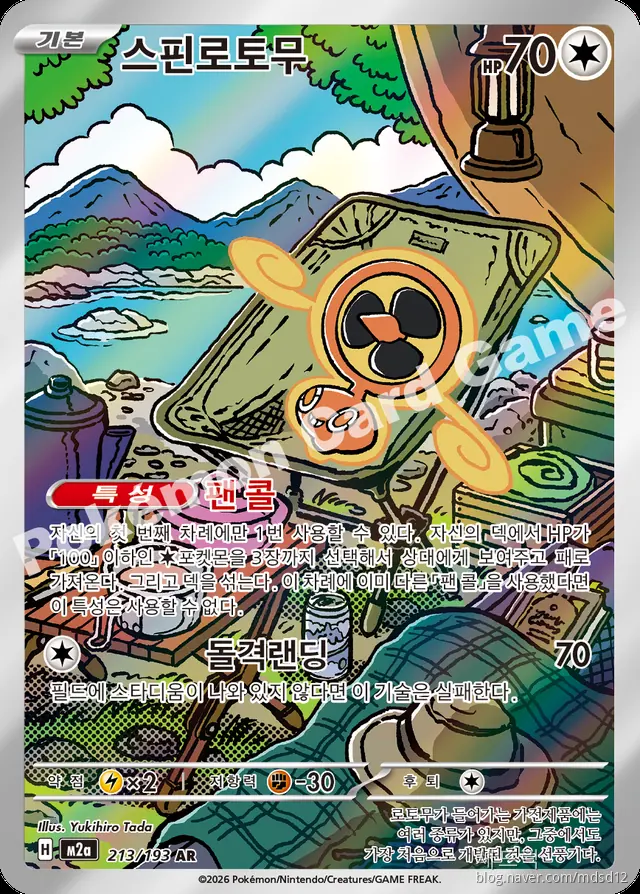 기본 스핀로토무 HP 70
특성 팬 콜
자신의 첫 번째 차례에만 1번 사용할 수 있다. 자신의 덱에서 HP가
「100」 이하인 포켓몬을 3장까지 선택해서 상대에게 보여주고 패로
가져온다. 그리고 덱을 섞는다. 이 차례에 이미 다른 「팬 콜」을 사용했다면
이 특성은 사용할 수 없다.
돌격랜딩 70
필드에 스타디움이 나와 있지 않다면 이 기술은 실패한다.
약점 ×2 저항력 -30 후퇴
Illus. Yukihiro Tada
H m2a 213/193 AR
로토무가 들어가는 가전제품에는
여러 종류가 있지만, 그중에서도
가장 처음으로 개발된 것은 선풍기다.
©2026 Pokémon/Nintendo/Creatures/GAME FREAK.
Pokémon Card Game
blog.naver.com/mdsd12